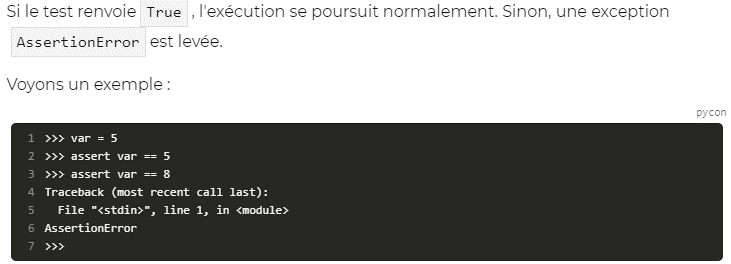 Si le test renvoie True , l'exécution se poursuit normalement. Sinon, une exception
AssertionError est levée.
Voyons un exemple :
pycon
1 >>> var = 5
2 >>> assert var == 5
3 >>> assert var == 8
4 Traceback (most recent call last):
5   File "<stdin>", line 1, in <module>
6 AssertionError
7 >>>